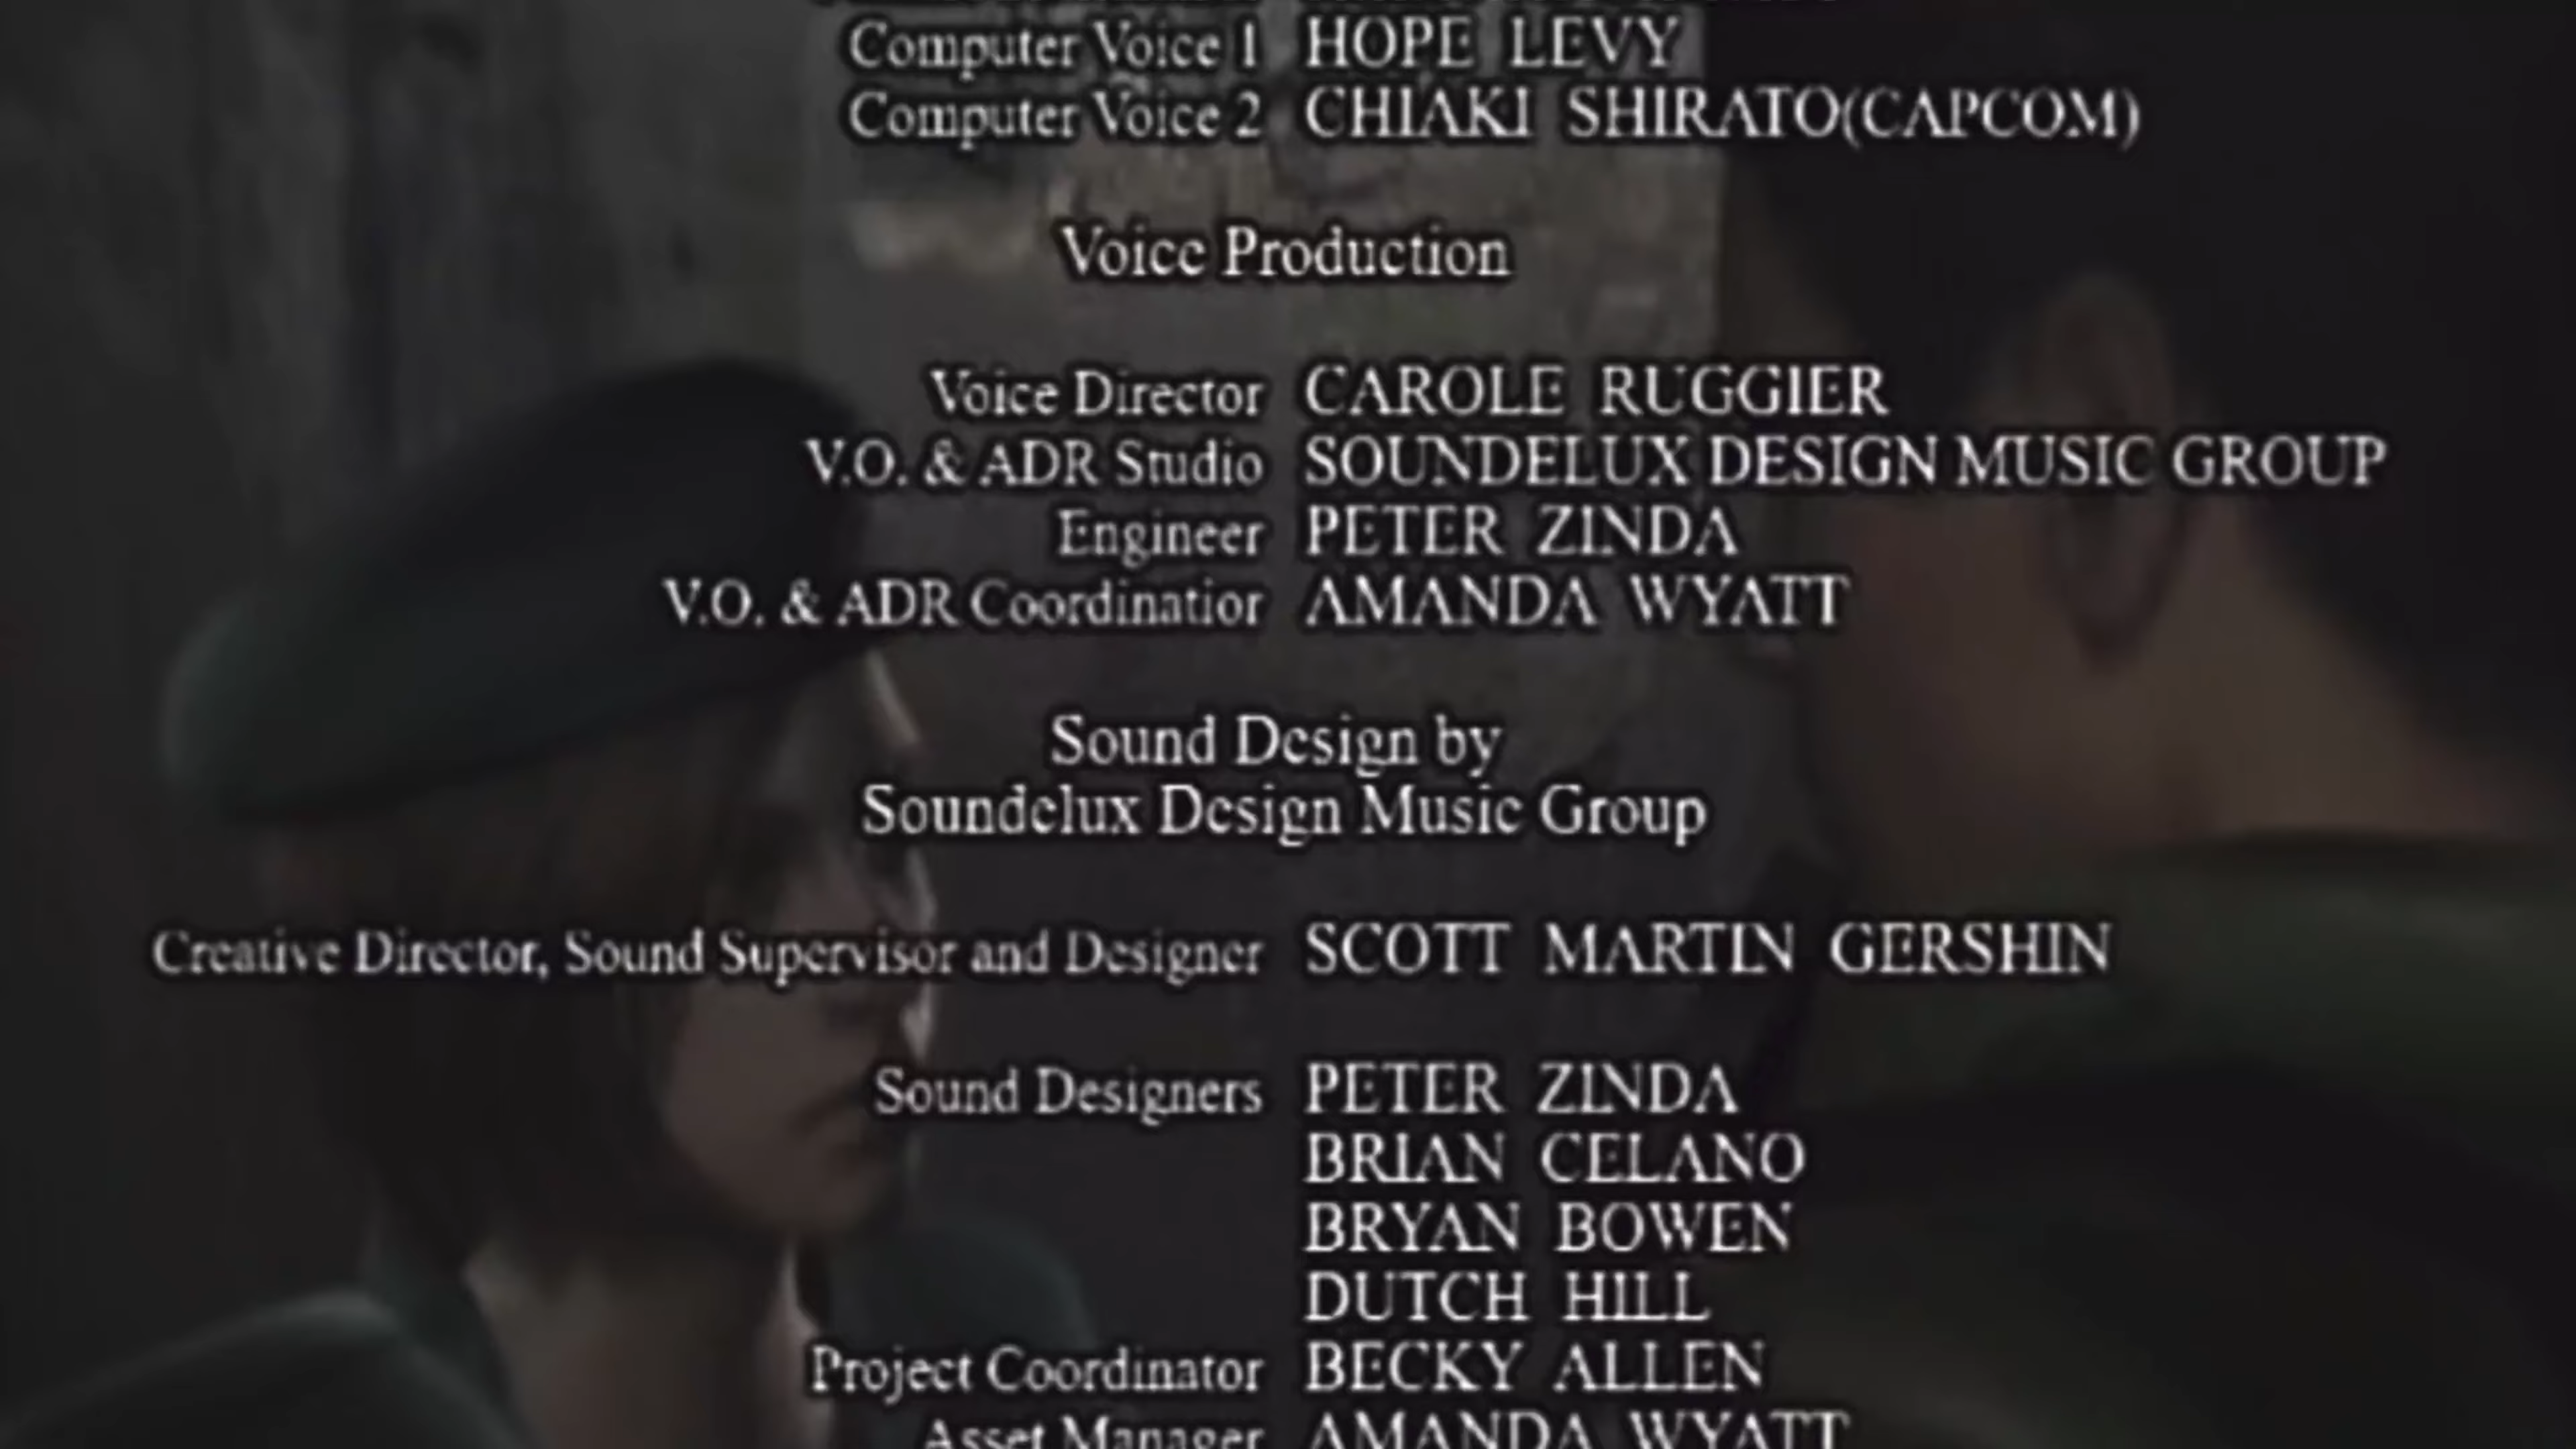 Computer Voice 1 HOPE LEVY
Computer Voice 2 CHIAKI SHIRATO(CAPCOM)
Voice Production
Voice Director CAROLE RUGGIER
V.O. & ADR Studio SOUNDELUX DESIGN MUSIC GROUP
Engineer PETER ZINDA
V.O. & ADR Coordinatior AMANDA WYATT
Sound Design by
Soundelux Design Music Group
Creative Director, Sound Supervisor and Designer SCOTT MARTIN GERSHIN
Sound Designers PETER ZINDA
BRIAN CELANO
BRYAN BOWEN
DUTCH HILL
Project Coordinator BECKY ALLEN
Asset Manager AMANDA WYATT